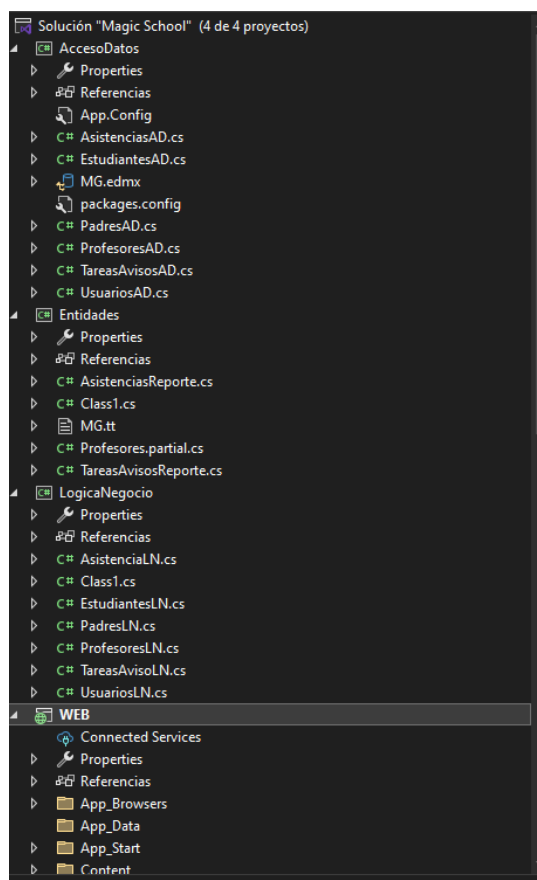 Solución "Magic School" (4 de 4 proyectos)
C# AccesoDatos
Properties
Referencias
App.Config
C# AsistenciasAD.cs
C# EstudiantesAD.cs
MG.edmx
packages.config
C# PadresAD.cs
C# ProfesoresAD.cs
C# TareasAvisosAD.cs
C# UsuariosAD.cs
C# Entidades
Properties
Referencias
C# AsistenciasReporte.cs
C# Class1.cs
MG.tt
C# Profesores.partial.cs
C# TareasAvisosReporte.cs
C# LogicaNegocio
Properties
Referencias
C# AsistenciaLN.cs
C# Class1.cs
C# EstudiantesLN.cs
C# PadresLN.cs
C# ProfesoresLN.cs
C# TareasAvisoLN.cs
C# UsuariosLN.cs
WEB
Connected Services
Properties
Referencias
App_Browsers
App_Data
App_Start
Content